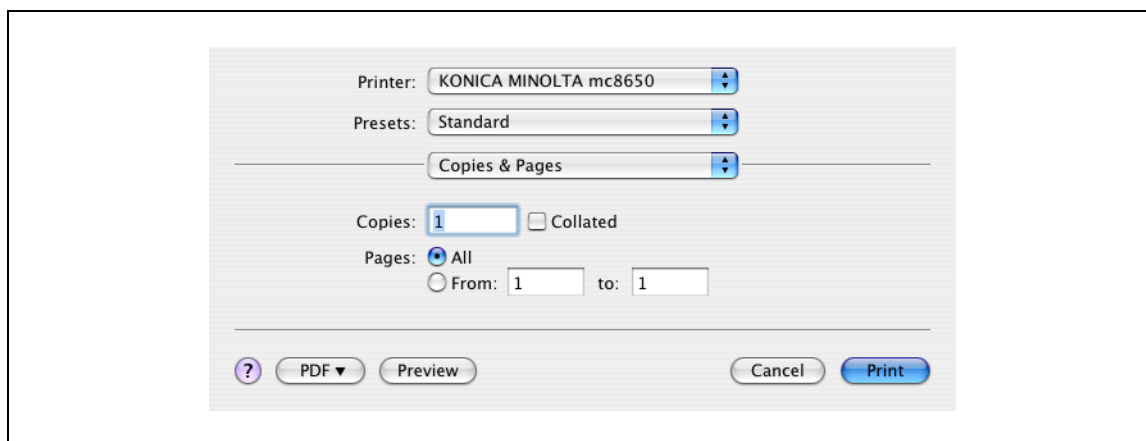 Printer: KONICA MINOLTA mc8650
Presets: Standard
Copies & Pages
Copies: 1 Collated
Pages: All
From: 1 to: 1
? PDF ▼ Preview Cancel Print